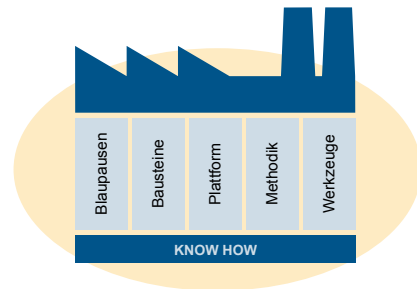 Blaupausen
Bausteine
Plattform
Methodik
Werkzeuge
KNOW HOW